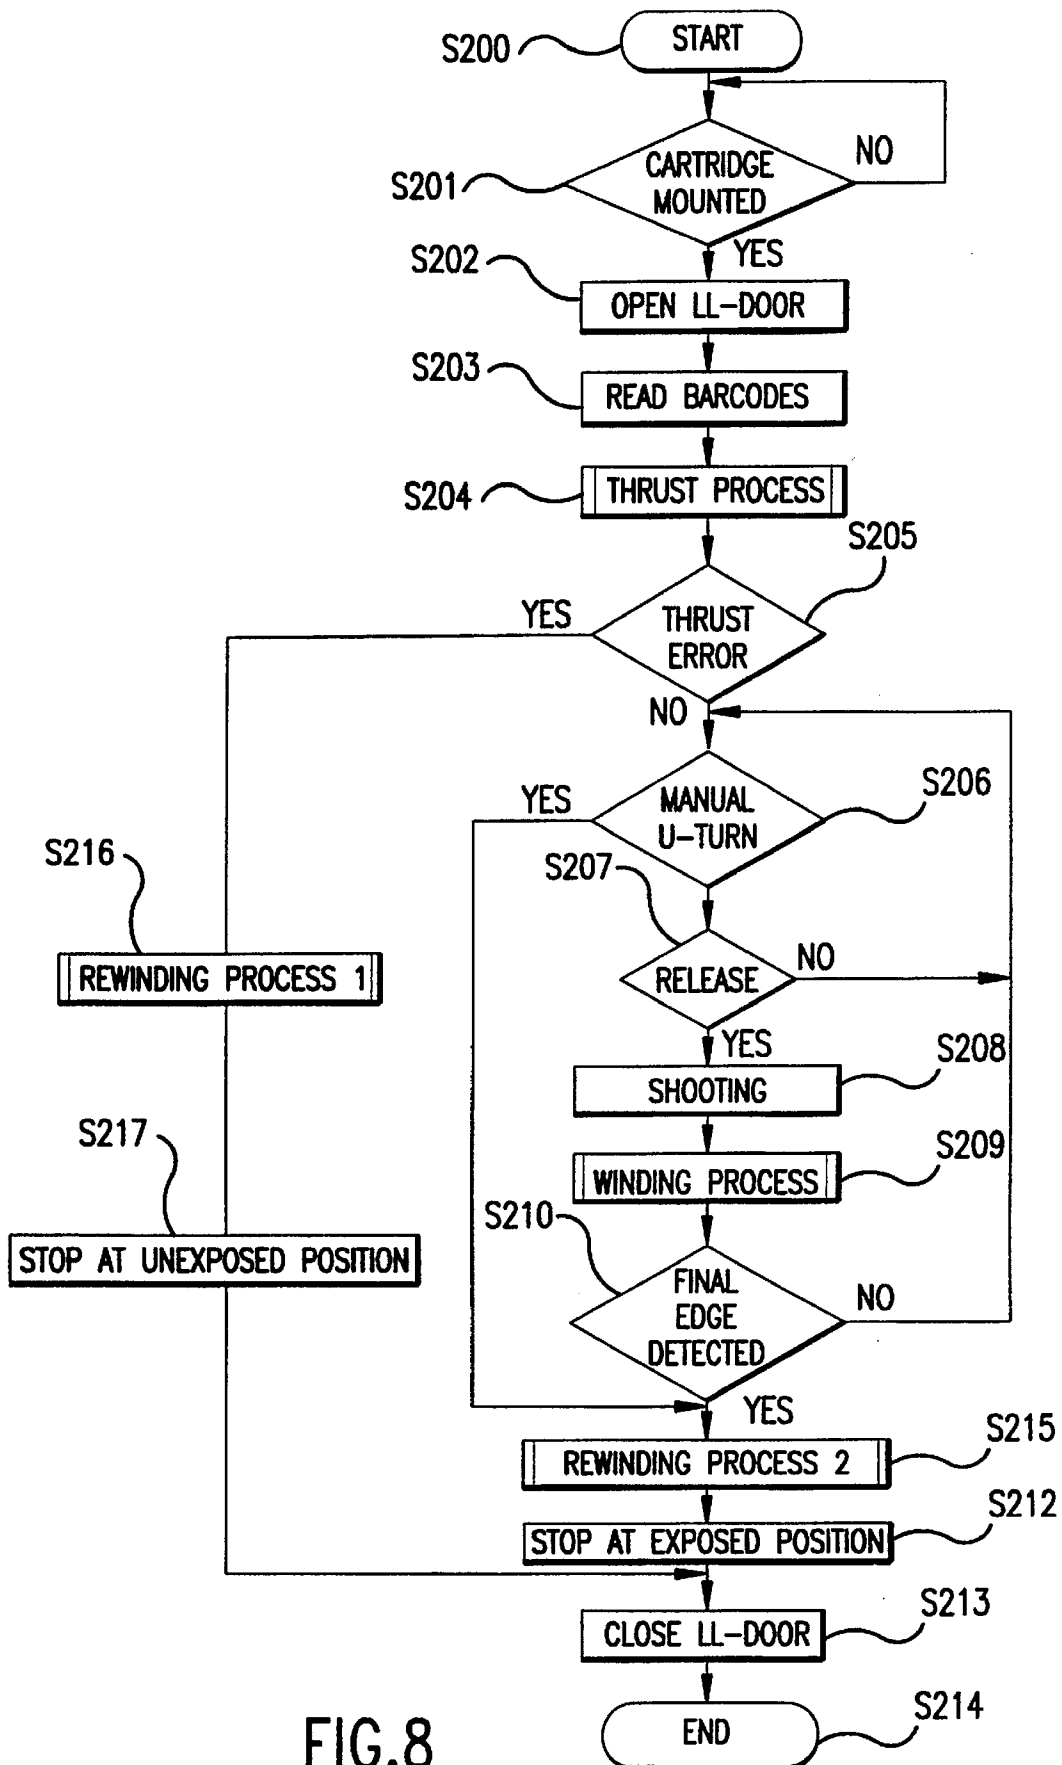 START
S200
CARTRIDGE
MOUNTED
NO
S201
YES
S202
OPEN LL-DOOR
S203
READ BARCODES
S204
THRUST PROCESS
S205
YES
THRUST
ERROR
NO
S206
YES
MANUAL
U-TURN
S207
S216
RELEASE
NO
REWINDING PROCESS 1
YES
S208
SHOOTING
S217
S209
WINDING PROCESS
S210
STOP AT UNEXPOSED POSITION
FINAL
EDGE
DETECTED
NO
YES
S215
REWINDING PROCESS 2
S212
STOP AT EXPOSED POSITION
S213
CLOSE LL-DOOR
S214
END
FIG.8